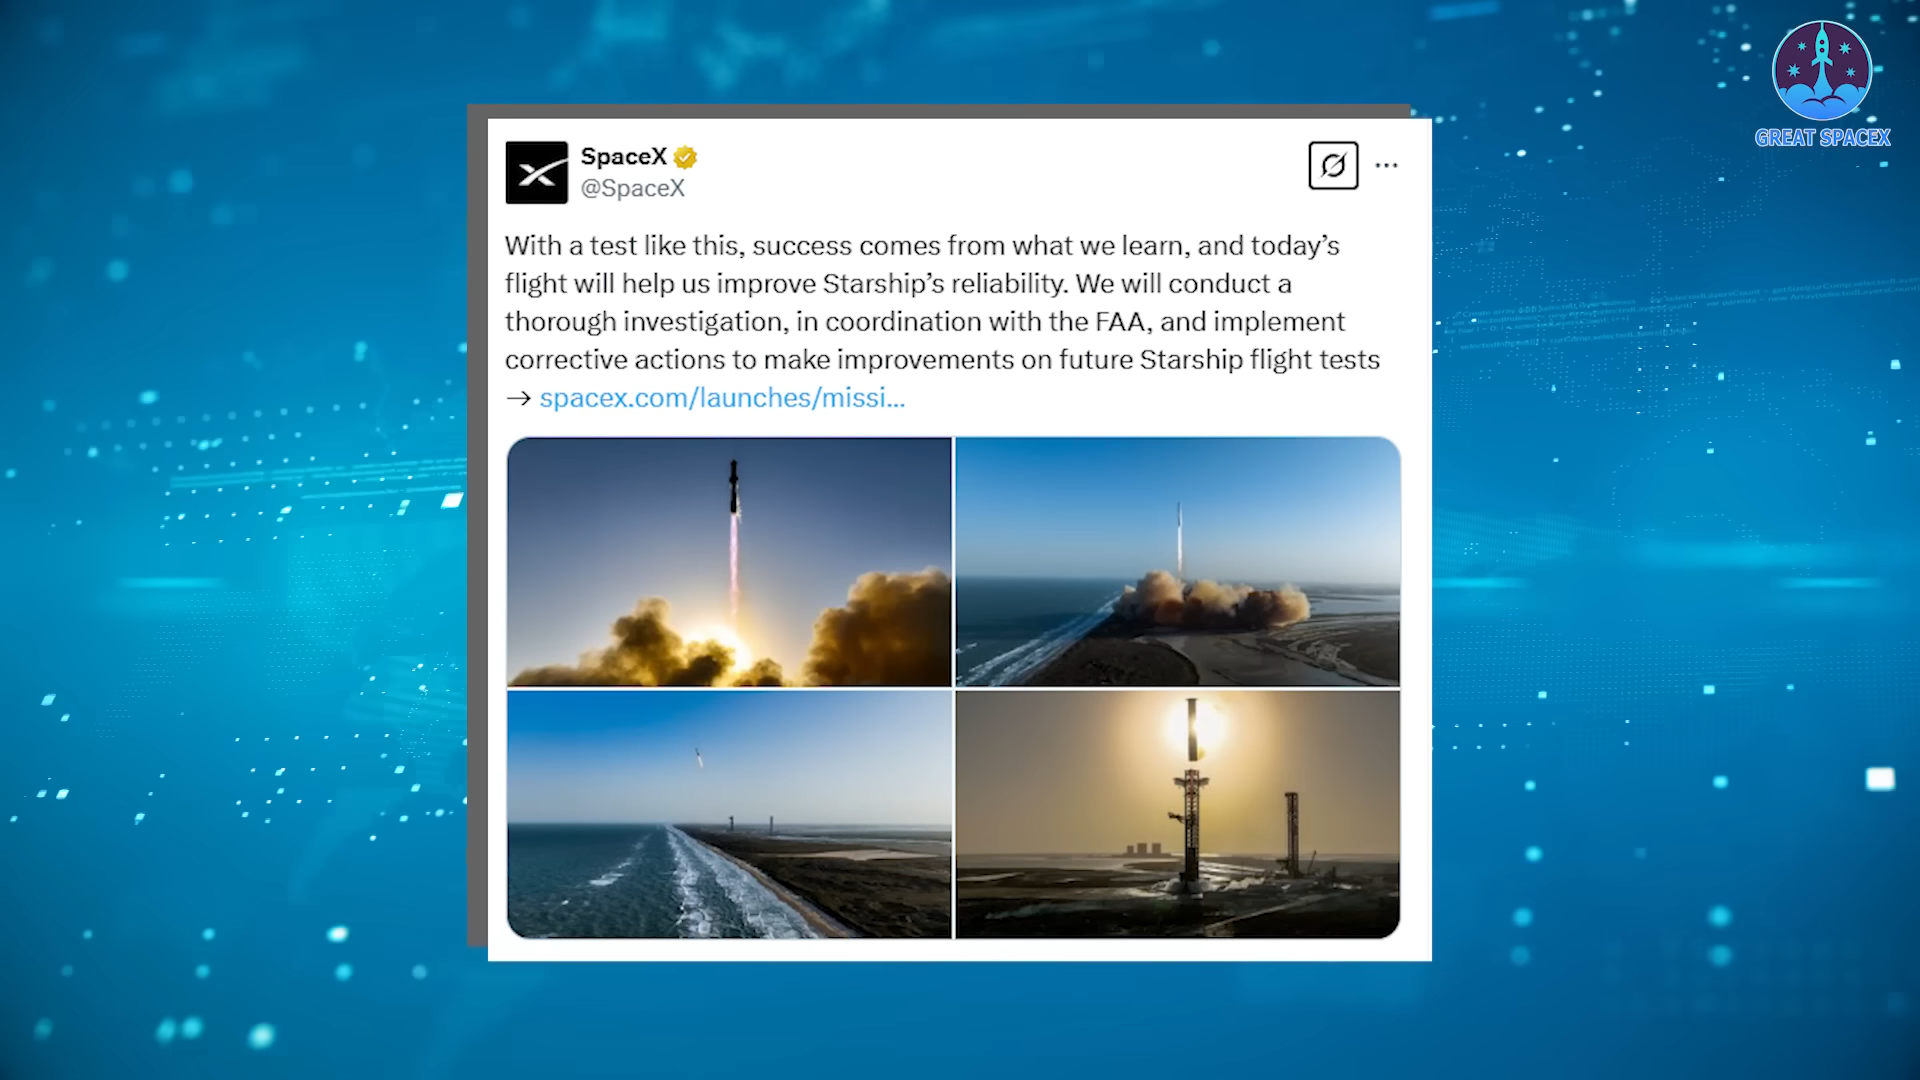 GREAT SPACEX
SpaceX
@SpaceX
With a test like this, success comes from what we learn, and today’s
flight will help us improve Starship’s reliability. We will conduct a
thorough investigation, in coordination with the FAA, and implement
corrective actions to make improvements on future Starship flight tests
→ spacex.com/launches/missi...